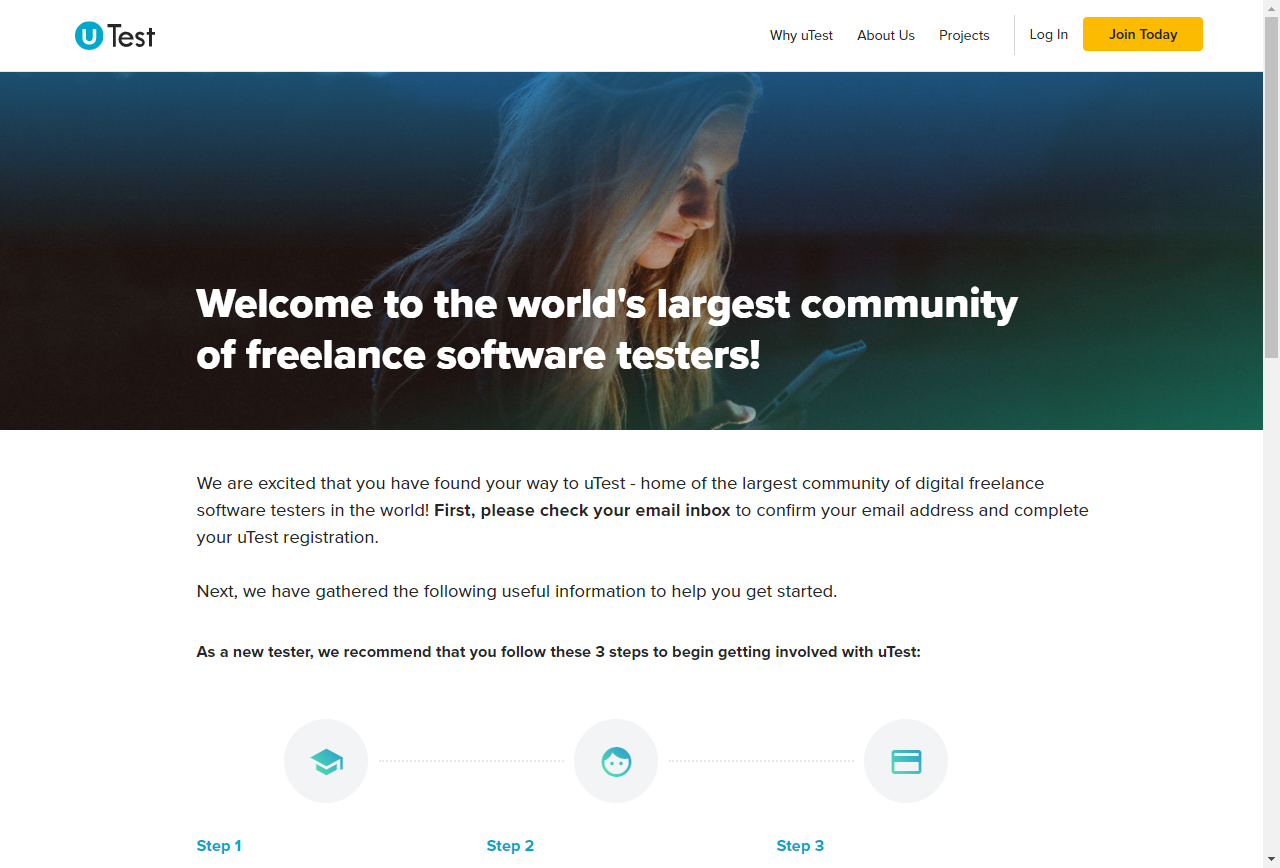 uTest
Why uTest About Us Projects Log In Join Today
Welcome to the world's largest community
of freelance software testers!
We are excited that you have found your way to uTest - home of the largest community of digital freelance
software testers in the world! First, please check your email inbox to confirm your email address and complete
your uTest registration.
Next, we have gathered the following useful information to help you get started.
As a new tester, we recommend that you follow these 3 steps to begin getting involved with uTest:
Step 1 Step 2 Step 3